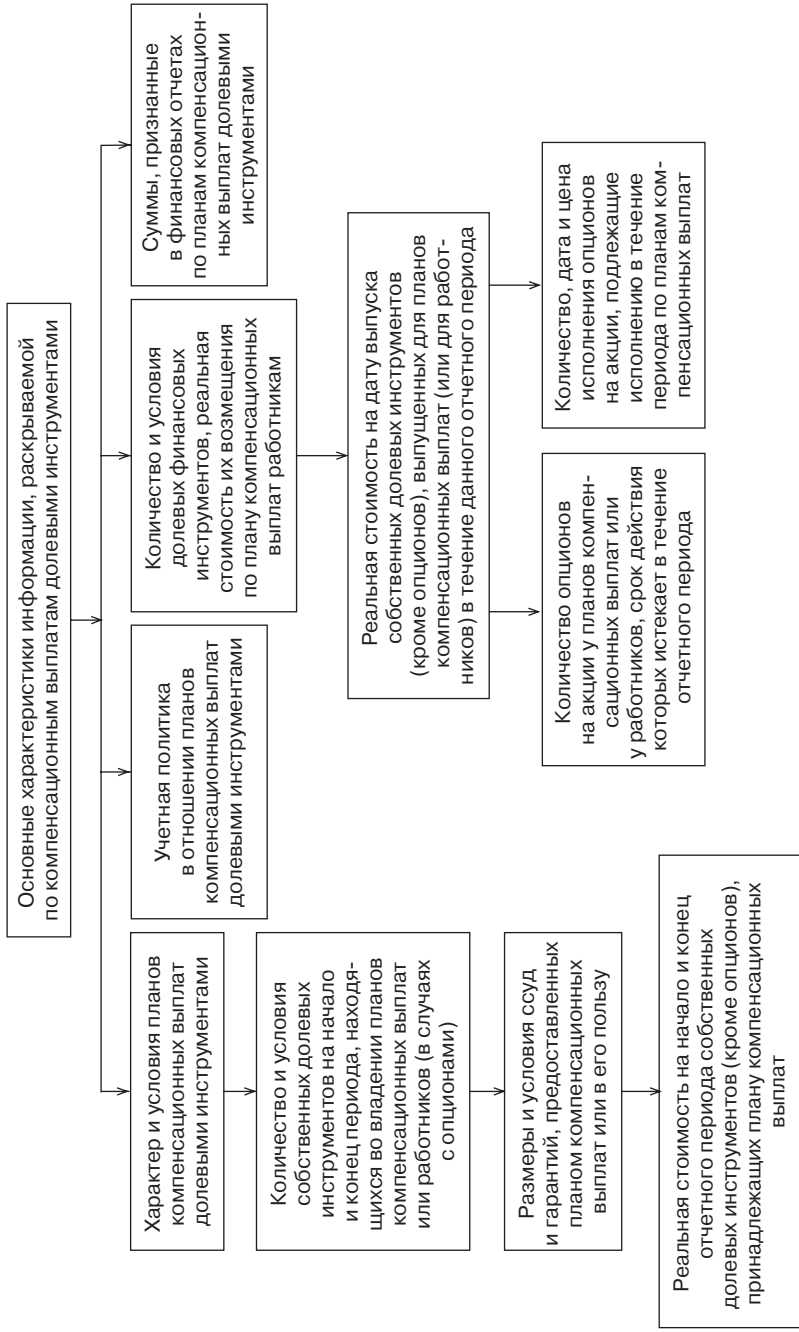 Основные характеристики информации, раскрываемой
по компенсационным выплатам долевыми инструментами
Характер и условия планов
компенсационных выплат
долевыми инструментами
Учетная политика
в отношении планов
компенсационных выплат
долевыми инструментами
Количество и условия
долевых финансовых
инструментов, реальная
стоимость их возмещения
по плану компенсационных
выплат работникам
Суммы, признанные
в финансовых отчетах
по планам компенсацион-
ных выплат долевыми
инструментами
Количество и условия
собственных долевых
инструментов на начало
и конец периода, находя-
щихся во владении планов
компенсационных выплат
или работников (в случаях
с опционами)
Реальная стоимость на дату выпуска
собственных долевых инструментов
(кроме опционов), выпущенных для планов
компенсационных выплат (или для работ-
ников) в течение данного отчетного периода
Размеры и условия ссуд
и гарантий, предоставленных
планом компенсационных
выплат или в его пользу
Количество опционов
на акции у планов компен-
сационных выплат или
у работников, срок действия
которых истекает в течение
отчетного периода
Количество, дата и цена
исполнения опционов
на акции, подлежащие
исполнению в течение
периода по планам ком-
пенсационных выплат
Реальная стоимость на начало и конец
отчетного периода собственных
долевых инструментов (кроме опционов),
принадлежащих плану компенсационных
выплат